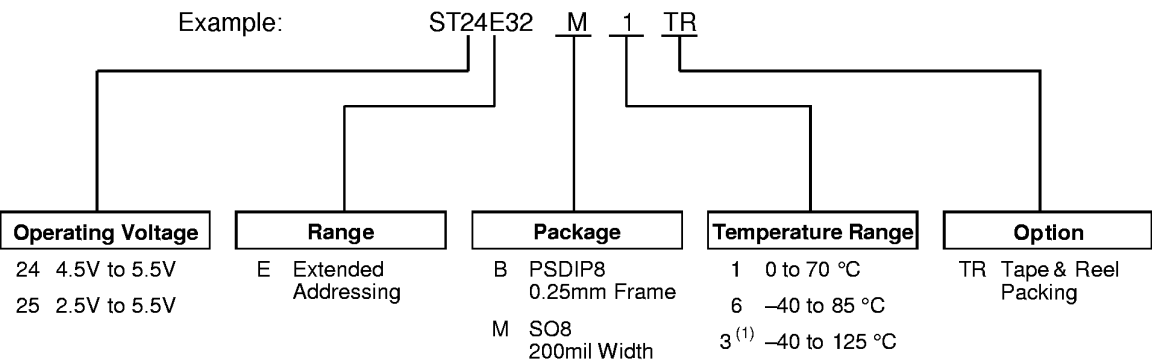 Example: ST24E32 M 1 TR
Operating Voltage
24 4.5V to 5.5V
25 2.5V to 5.5V
Range
E Extended
Addressing
Package
B PSDIP8
0.25mm Frame
M SO8
200mil Width
Temperature Range
1 0 to 70 °C
6 –40 to 85 °C
3 (1) –40 to 125 °C
Option
TR Tape & Reel
Packing